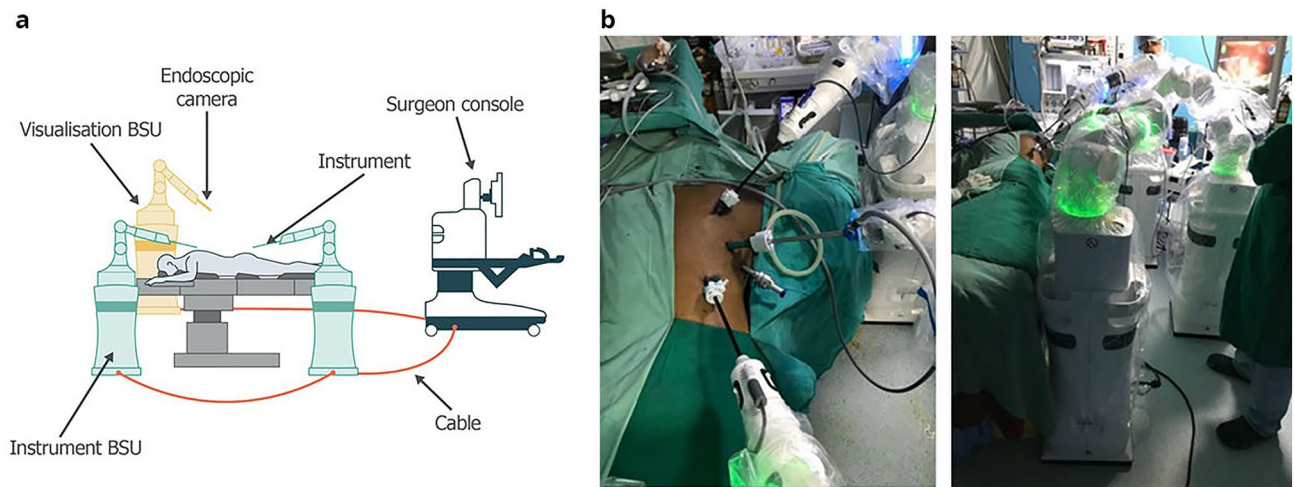 a
b
Endoscopic
camera
Surgeon console
Visualisation BSU
Instrument
Cable
Instrument BSU